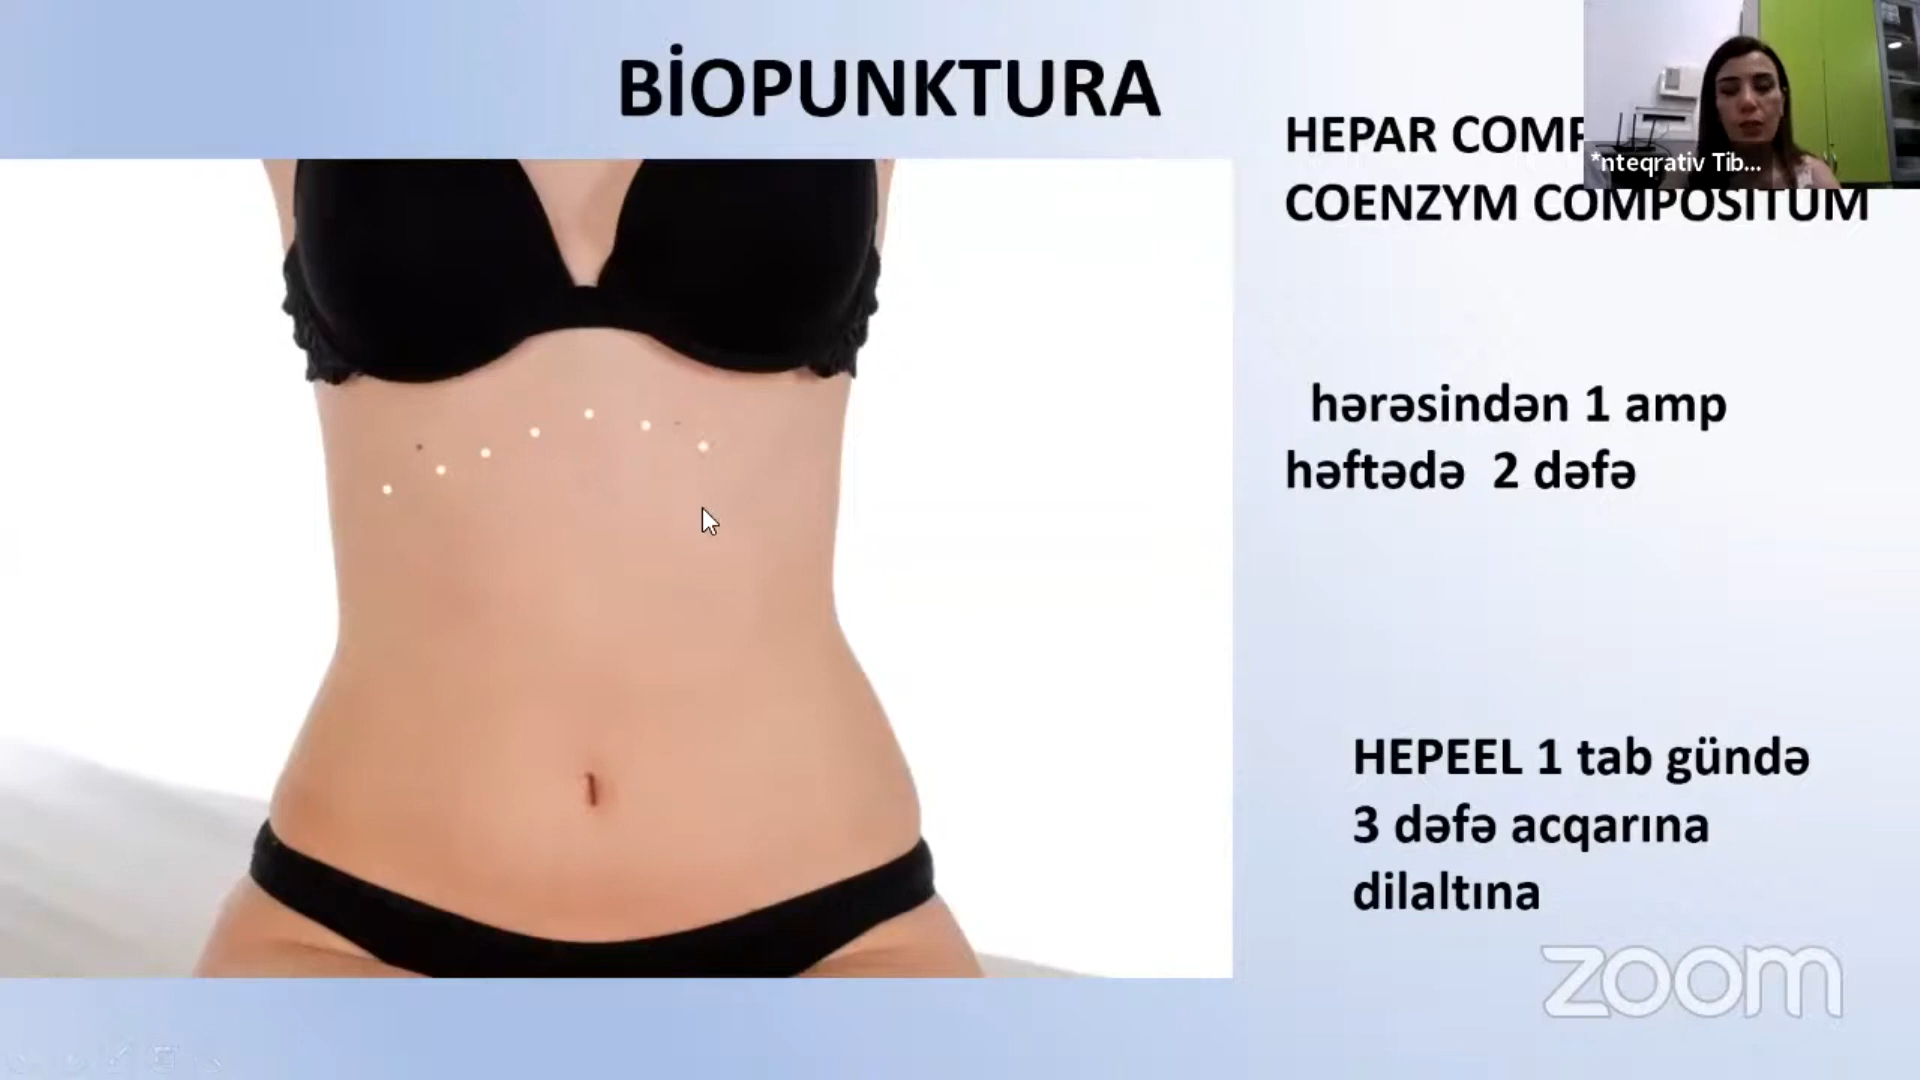 BİOPUNKTURA
HEPAR
COENZYM COMPOSITUM
*nteqrativ Tib...
hərəsindən 1 amp
həftədə 2 dəfə
HEPEEL 1 tab gündə
3 dəfə acqarına
dilaltına
zoom